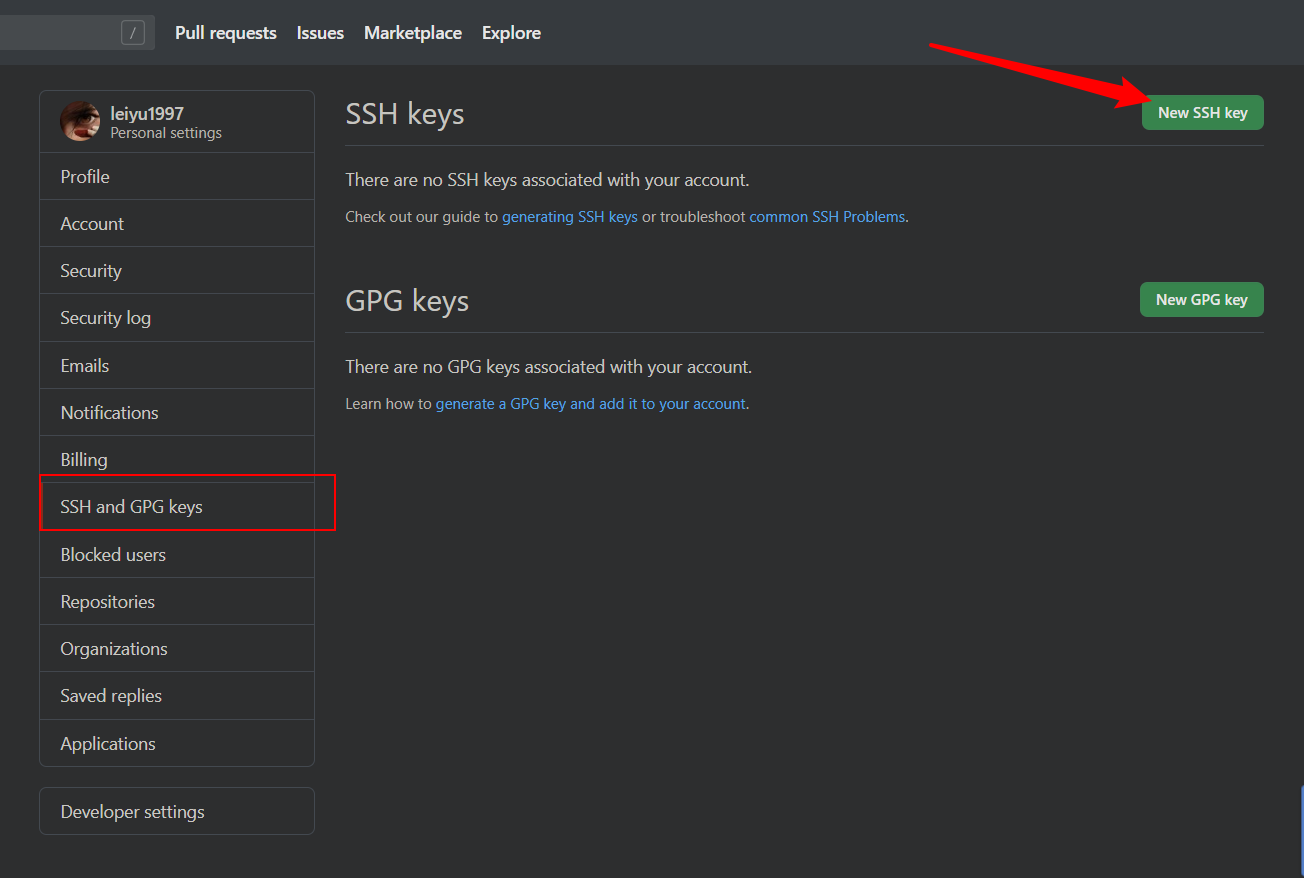 / Pull requests Issues Marketplace Explore
leiyu1997
Personal settings
Profile
Account
Security
Security log
Emails
Notifications
Billing
SSH and GPG keys
Blocked users
Repositories
Organizations
Saved replies
Applications
Developer settings
SSH keys New SSH key
There are no SSH keys associated with your account.
Check out our guide to generating SSH keys or troubleshoot common SSH Problems.
GPG keys New GPG key
There are no GPG keys associated with your account.
Learn how to generate a GPG key and add it to your account.